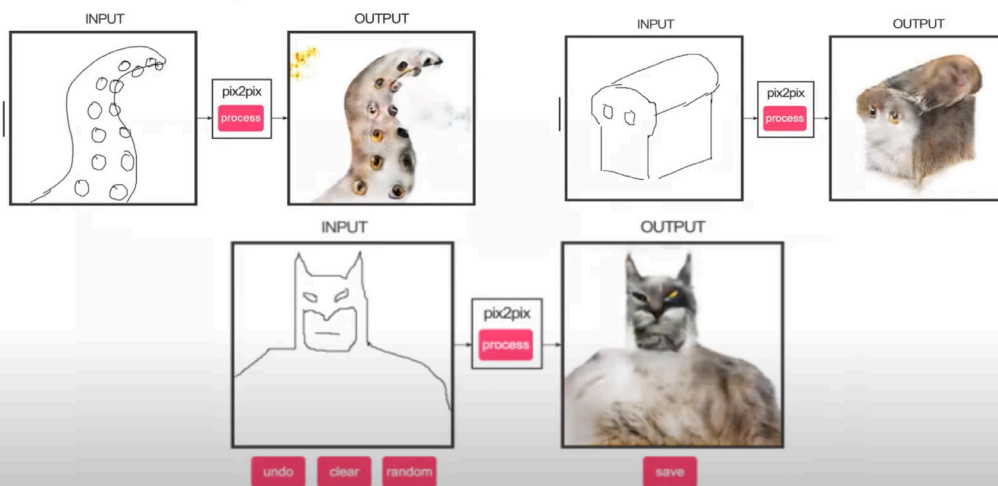 INPUT
OUTPUT
pix2pix
process
INPUT
OUTPUT
pix2pix
process
INPUT
OUTPUT
pix2pix
process
undo
clear
random
save